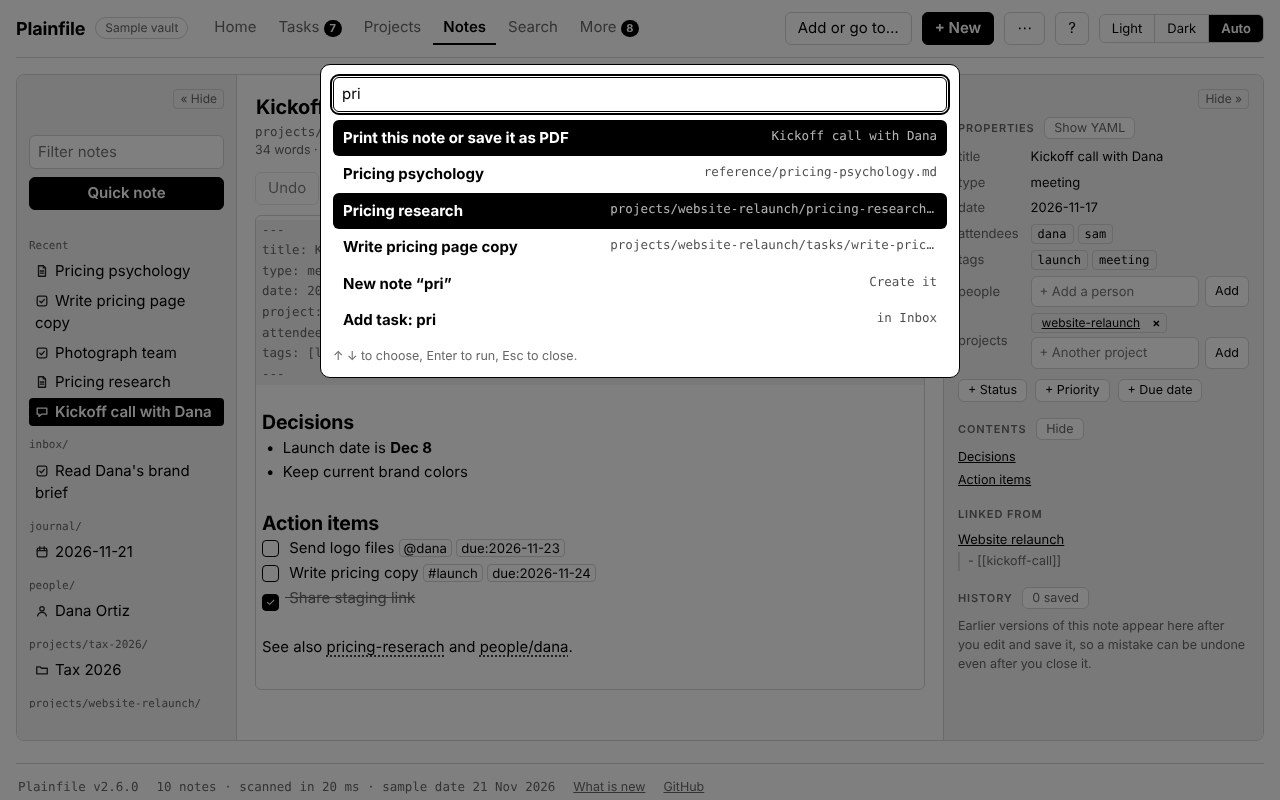 Plainfile Sample vault Home Tasks 7 Projects Notes Search More 8 Add or go to... + New ··· ? Light Dark Auto
pri
Print this note or save it as PDF Kickoff call with Dana
Pricing psychology reference/pricing-psychology.md
Pricing research projects/website-relaunch/pricing-research…
Write pricing page copy projects/website-relaunch/tasks/write-pric…
New note “pri” Create it
Add task: pri in Inbox
↑ ↓ to choose, Enter to run, Esc to close.
« Hide
Filter notes
Quick note
Recent
Pricing psychology
Write pricing page
copy
Photograph team
Pricing research
Kickoff call with Dana
inbox/
Read Dana's brand
brief
journal/
2026-11-21
people/
Dana Ortiz
projects/tax-2026/
Tax 2026
projects/website-relaunch/
Kickoff
projects/
34 words ·
Undo
---
title: K
type: me
date: 20
project:
attendee
tags: [l
---
Decisions
• Launch date is Dec 8
• Keep current brand colors
Action items
Send logo files @dana due:2026-11-23
Write pricing copy #launch due:2026-11-24
Share staging link
See also pricing-reserach and people/dana.
Hide »
PROPERTIES Show YAML
title Kickoff call with Dana
type meeting
date 2026-11-17
attendees dana sam
tags launch meeting
people + Add a person Add
projects website-relaunch ×
+ Another project Add
+ Status + Priority + Due date
CONTENTS Hide
Decisions
Action items
LINKED FROM
Website relaunch
- [[kickoff-call]]
HISTORY 0 saved
Earlier versions of this note appear here after
you edit and save it, so a mistake can be undone
even after you close it.
Plainfile v2.6.0 10 notes · scanned in 20 ms · sample date 21 Nov 2026 What is new GitHub